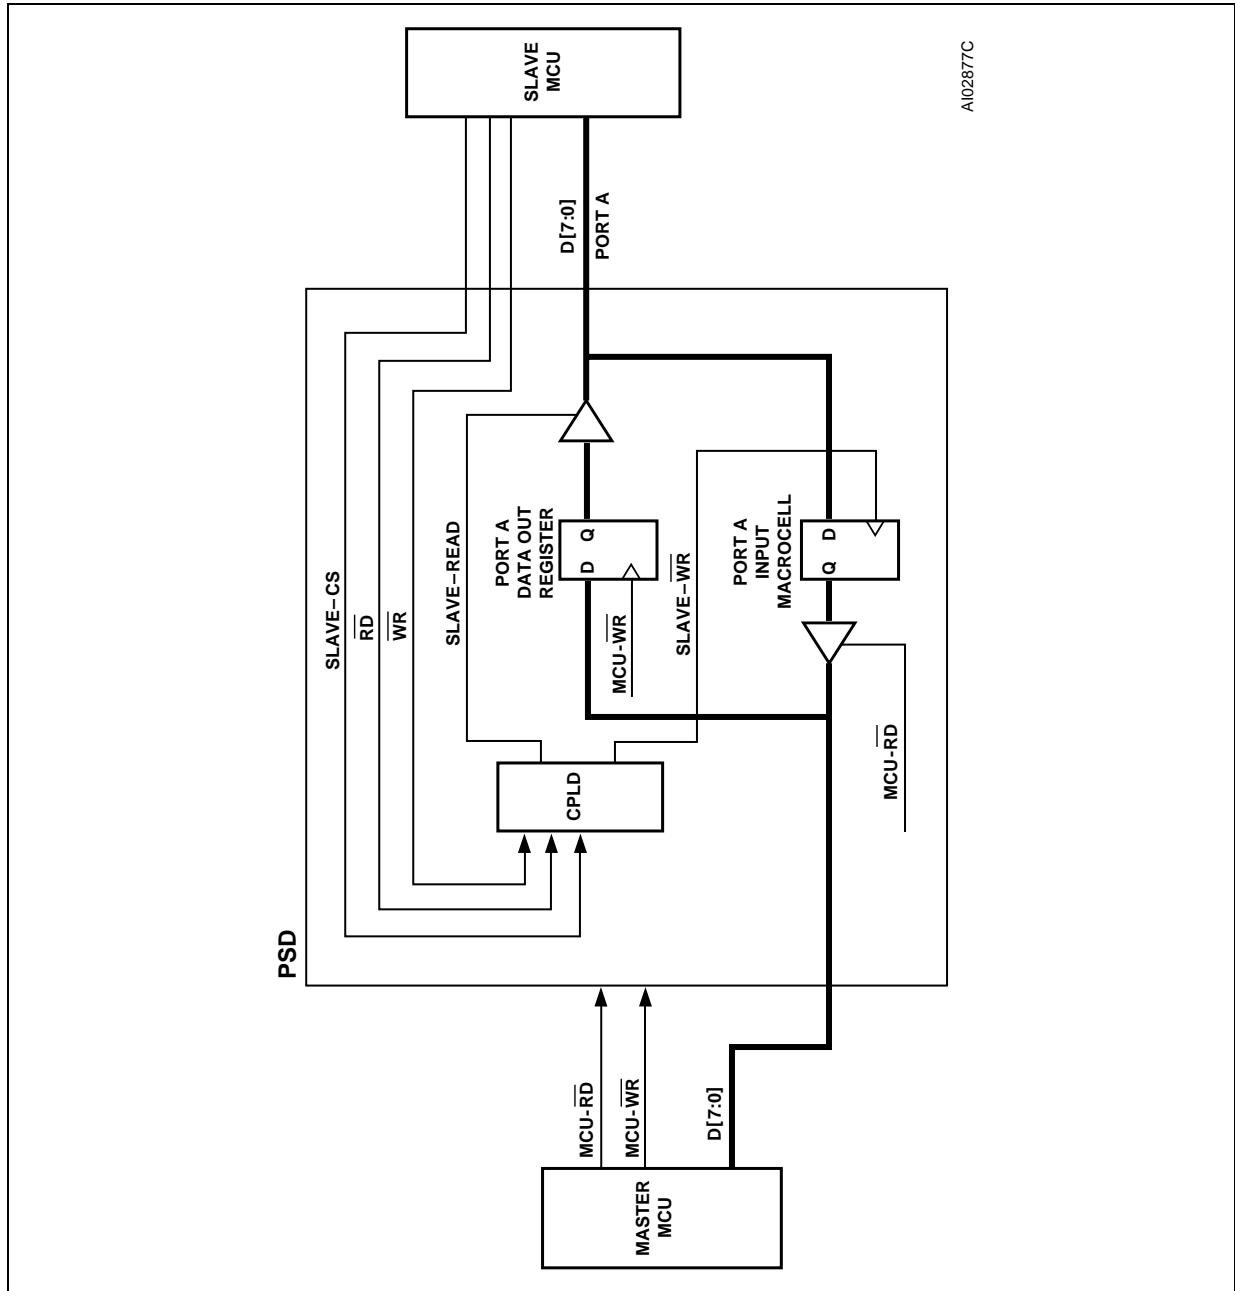 PSD
SLAVE–CS
RD
WR
SLAVE–READ
PORT A
DATA OUT
REGISTER
D Q
MCU-WR
SLAVE–WR
PORT A
INPUT
MACROCELL
Q D
CPLD
MCU-RD
MCU-RD
MCU-WR
D[7:0]
MASTER
MCU
D[7:0]
PORT A
SLAVE
MCU
AI02877C